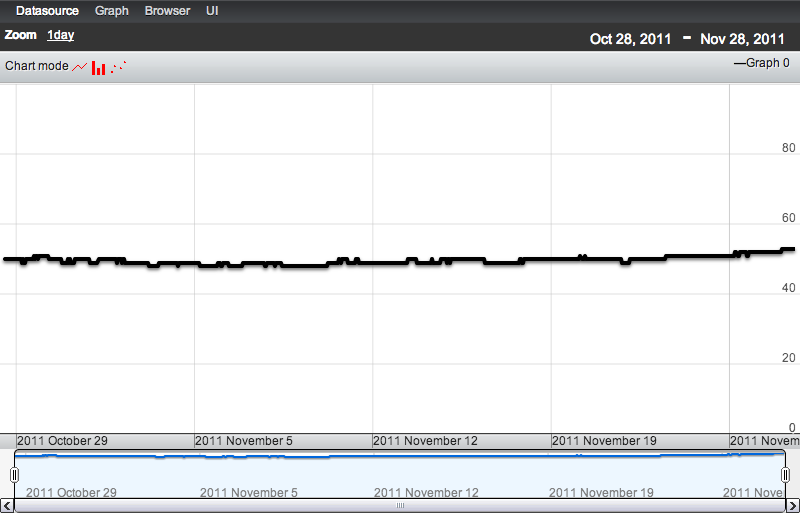 Datasource Graph Browser UI
Zoom 1day
Oct 28, 2011 – Nov 28, 2011
Chart mode
Graph 0
80
60
40
20
0
2011 October 29 2011 November 5 2011 November 12 2011 November 19 2011 Novem
2011 October 29 2011 November 5 2011 November 12 2011 November 19 2011 Nove